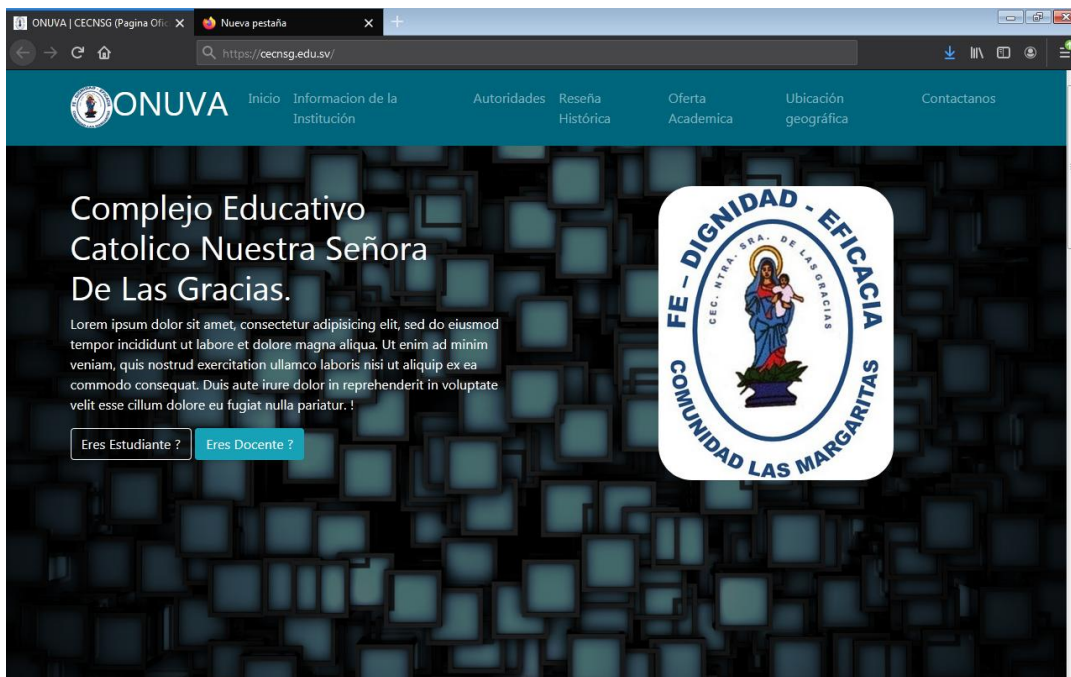 ONUVA | CECNSG (Pagina Ofic
Nueva pestaña
https://cecnsg.edu.sv/
ONUVA
Inicio
Informacion de la
Institución
Autoridades
Reseña
Histórica
Oferta
Academica
Ubicación
geográfica
Contactanos
Complejo Educativo
Catolico Nuestra Señora
De Las Gracias.
Lorem ipsum dolor sit amet, consectetur adipisicing elit, sed do eiusmod
tempor incididunt ut labore et dolore magna aliqua. Ut enim ad minim
veniam, quis nostrud exercitation ullamco laboris nisi ut aliquip ex ea
commodo consequat. Duis aute irure dolor in reprehenderit in voluptate
velit esse cillum dolore eu fugiat nulla pariatur. !
Eres Estudiante ?
Eres Docente ?
FE - DIGNIDAD - EFICACIA
CEC. NTRA. SRA. DE LAS GRACIAS
COMUNIDAD LAS MARGARITAS